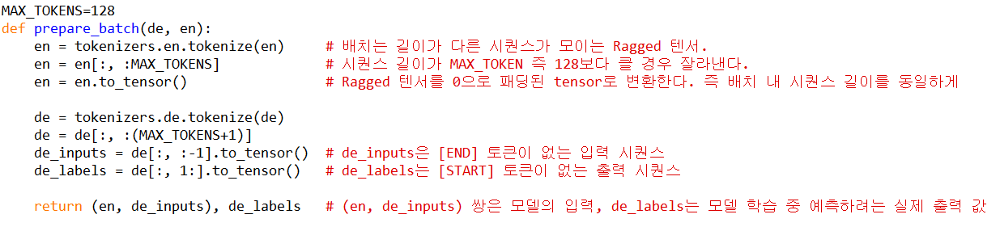 MAX_TOKENS=128
def prepare_batch(de, en):
    en = tokenizers.en.tokenize(en)     # 배치는 길이가 다른 시퀀스가 모이는 Ragged 텐서.
    en = en[:, :MAX_TOKENS]             # 시퀀스 길이가 MAX_TOKEN 즉 128보다 클 경우 잘라낸다.
    en = en.to_tensor()                 # Ragged 텐서를 0으로 패딩된 tensor로 변환한다. 즉 배치 내 시퀀스 길이를 동일하게
    de = tokenizers.de.tokenize(de)
    de = de[:, :(MAX_TOKENS+1)]
    de_inputs = de[:, :-1].to_tensor()  # de_inputs은 [END] 토큰이 없는 입력 시퀀스
    de_labels = de[:, 1:].to_tensor()   # de_labels는 [START] 토큰이 없는 출력 시퀀스
    return (en, de_inputs), de_labels   # (en, de_inputs) 쌍은 모델의 입력, de_labels는 모델 학습 중 예측하려는 실제 출력 값